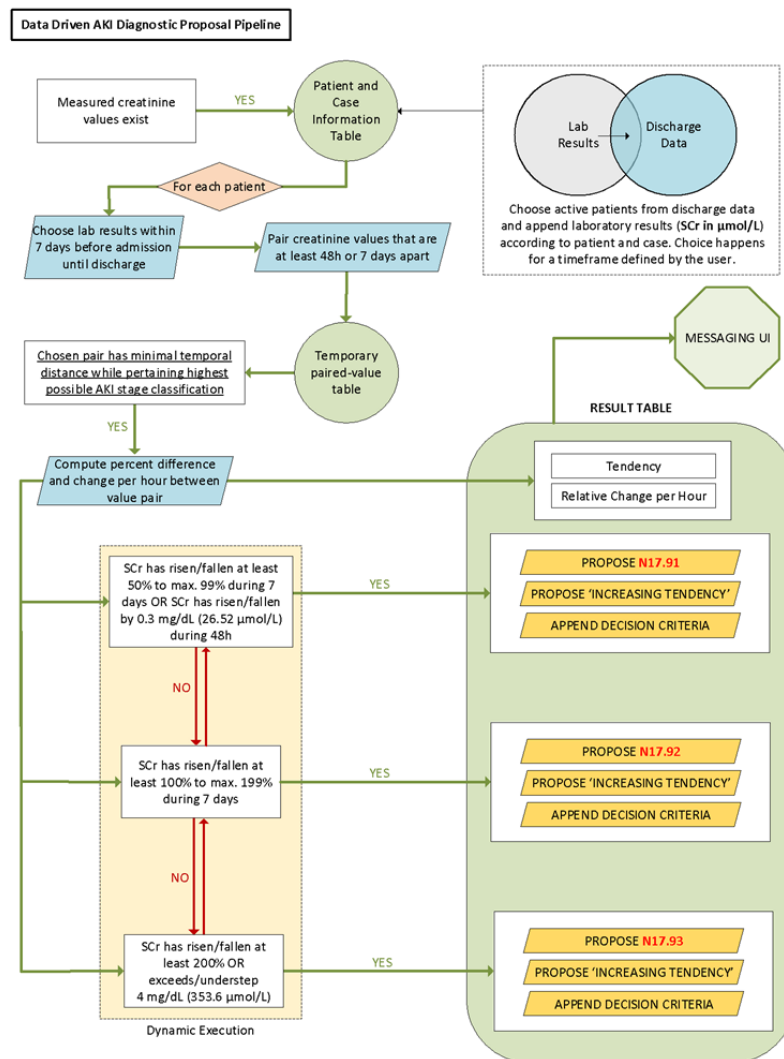 Data Driven AKI Diagnostic Proposal Pipeline
Measured creatinine
values exist
YES
Patient and
Case
Information
Table
Lab
Results
Discharge
Data
Choose active patients from discharge data
and append laboratory results (SCr in µmol/L)
according to patient and case. Choice happens
for a timeframe defined by the user.
For each patient
Choose lab results within
7 days before admission
until discharge
Pair creatinine values that are
at least 48h or 7 days apart
Temporary
paired-value
table
Chosen pair has minimal temporal
distance while pertaining highest
possible AKI stage classification
YES
Compute percent difference
and change per hour between
value pair
MESSAGING UI
RESULT TABLE
Tendency
Relative Change per Hour
SCr has risen/fallen at least
50% to max. 99% during 7
days OR SCr has risen/fallen
by 0.3 mg/dL (26.52 µmol/L)
during 48h
YES
PROPOSE N17.91
PROPOSE 'INCREASING TENDENCY'
APPEND DECISION CRITERIA
NO
SCr has risen/fallen at
least 100% to max. 199%
during 7 days
YES
PROPOSE N17.92
PROPOSE 'INCREASING TENDENCY'
APPEND DECISION CRITERIA
NO
SCr has risen/fallen at
least 200% OR
exceeds/understep
4 mg/dL (353.6 µmol/L)
YES
PROPOSE N17.93
PROPOSE 'INCREASING TENDENCY'
APPEND DECISION CRITERIA
Dynamic Execution